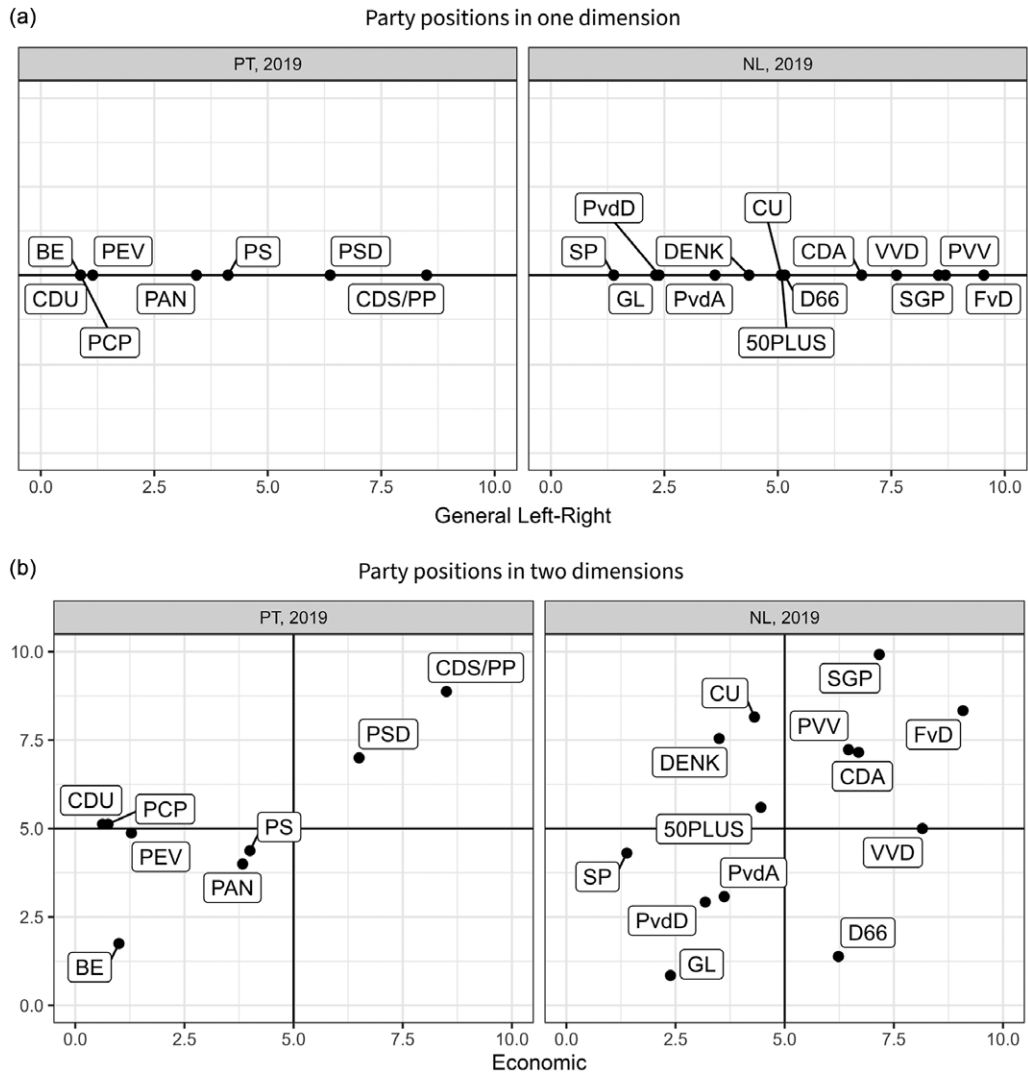 (a) Party positions in one dimension
PT, 2019 NL, 2019
PvdD CU
BE PEV PS PSD SP DENK CDA VVD PVV
CDU PAN CDS/PP GL PvdA D66 SGP FvD
PCP 50PLUS
0.0 2.5 5.0 7.5 10.0 0.0 2.5 5.0 7.5 10.0
General Left-Right
(b) Party positions in two dimensions
PT, 2019 NL, 2019
10.0
CDS/PP SGP
CU
PSD PVV FvD
7.5
DENK CDA
CDU PCP
5.0 PS 50PLUS
PEV VVD
PAN SP PvdA
2.5 PvdD D66
BE GL
0.0
0.0 2.5 5.0 7.5 10.0 0.0 2.5 5.0 7.5 10.0
Economic